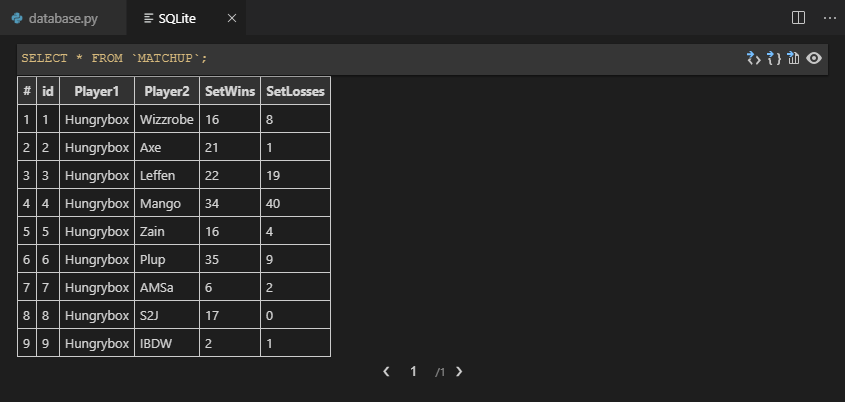 database.py SQLite
SELECT * FROM `MATCHUP`;
# id Player1 Player2 SetWins SetLosses
1 1 Hungrybox Wizzrobe 16 8
2 2 Hungrybox Axe 21 1
3 3 Hungrybox Leffen 22 19
4 4 Hungrybox Mango 34 40
5 5 Hungrybox Zain 16 4
6 6 Hungrybox Plup 35 9
7 7 Hungrybox AMSa 6 2
8 8 Hungrybox S2J 17 0
9 9 Hungrybox IBDW 2 1
1 /1